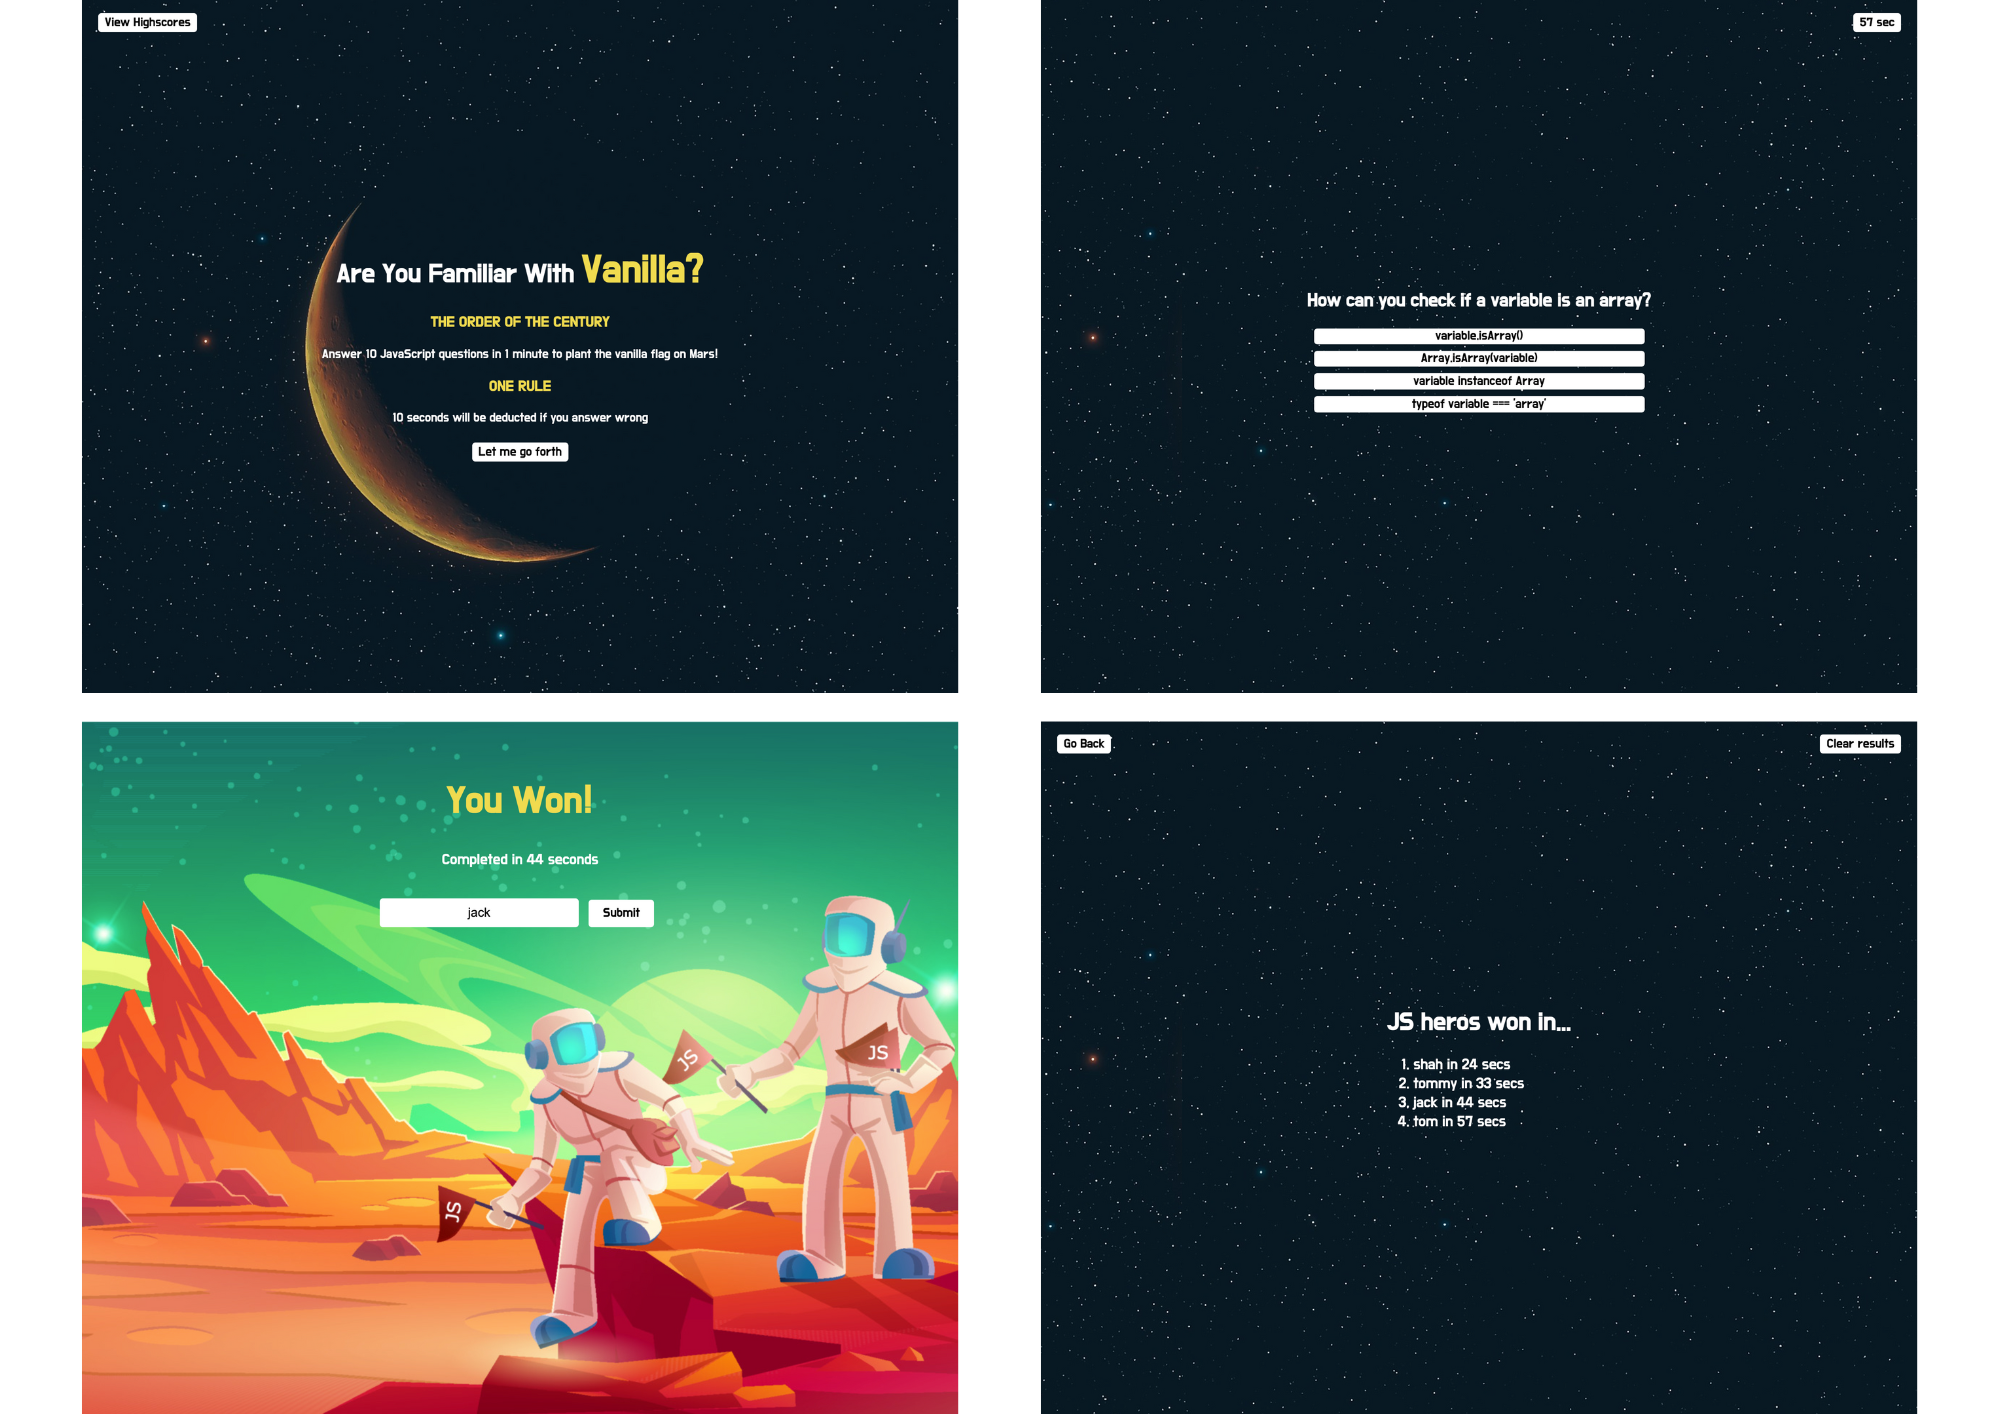 View Highscores
Are You Familiar With Vanilla?
THE ORDER OF THE CENTURY
Answer 10 JavaScript questions in 1 minute to plant the vanilla flag on Mars!
ONE RULE
10 seconds will be deducted if you answer wrong
Let me go forth
57 sec
How can you check if a variable is an array?
variable.isArray()
Array.isArray(variable)
variable instanceof Array
typeof variable === 'array'
You Won!
Completed in 44 seconds
jack
Submit
JS
JS
JS
Go Back
Clear results
JS heros won in...
1. shah in 24 secs
2. tommy in 33 secs
3. jack in 44 secs
4. tom in 57 secs